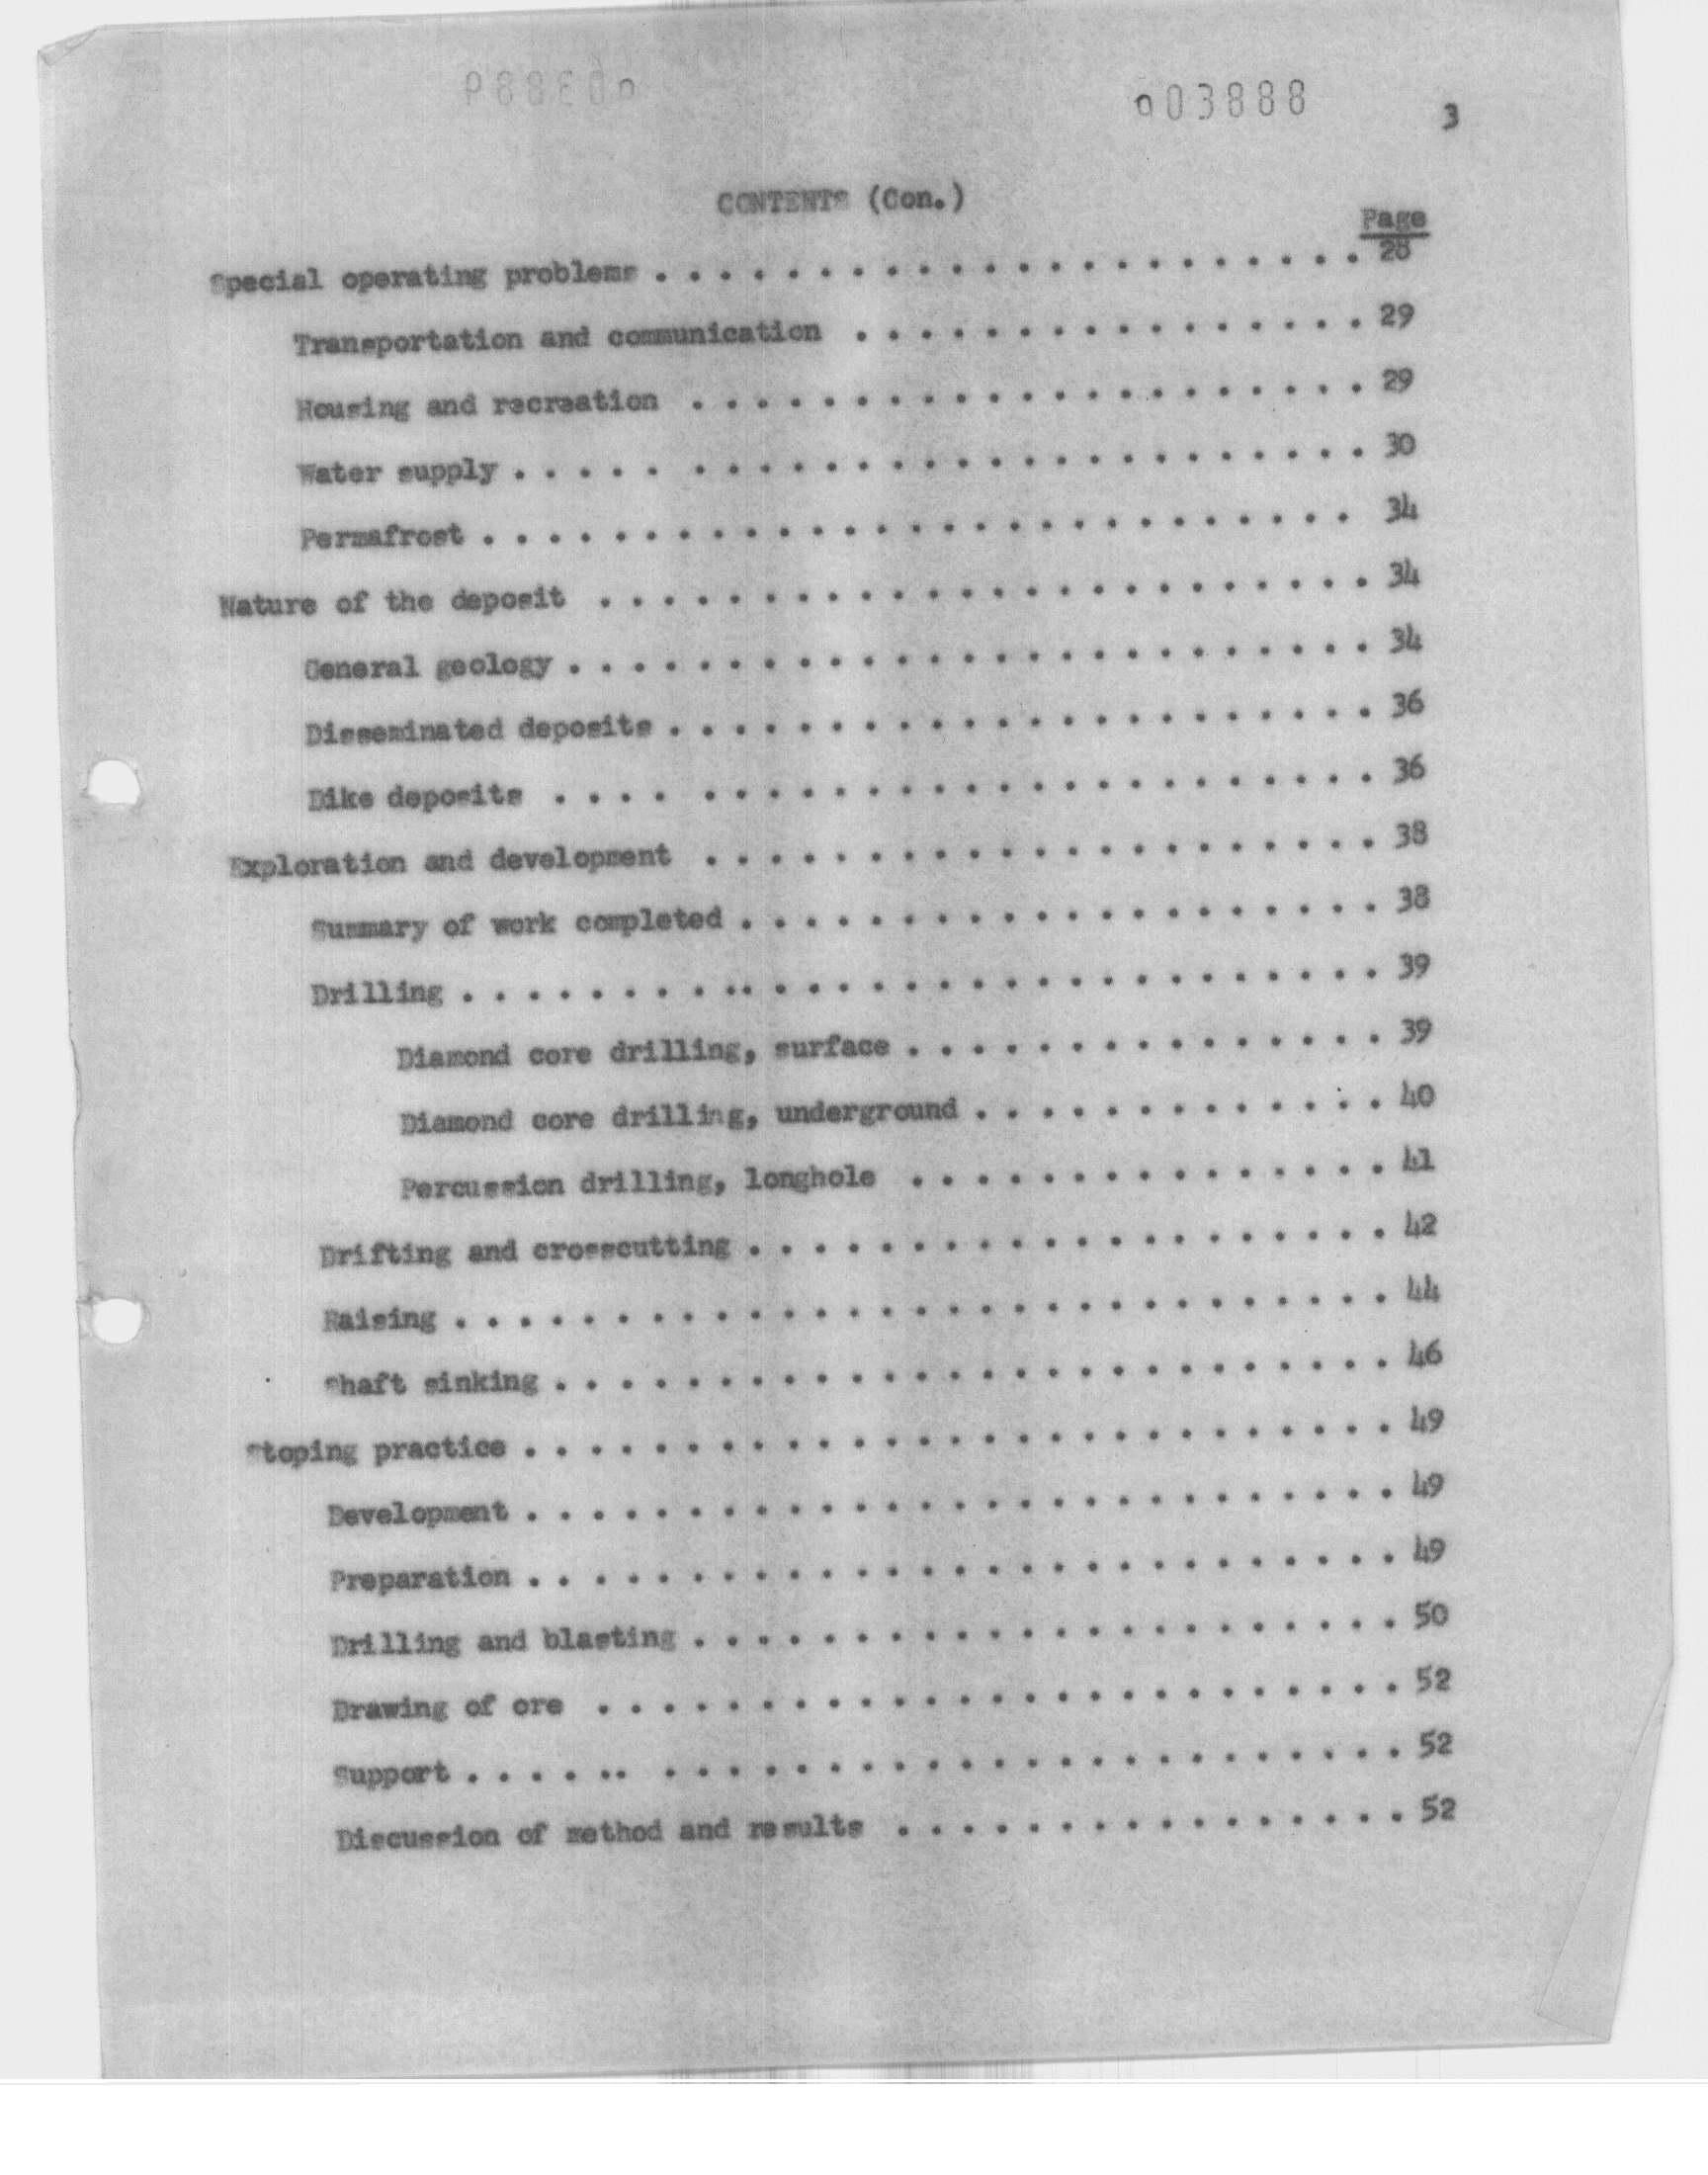 003888
3
CONTENTS (Con.)
Page
Special operating problems . . . . . . . . . . . . . . . . . . . . . . 28
Transportation and communication . . . . . . . . . . . . . . . . 29
Housing and recreation . . . . . . . . . . . . . . . . . . . . . 29
Water supply . . . . . . . . . . . . . . . . . . . . . . . . . . 30
Permafrost . . . . . . . . . . . . . . . . . . . . . . . . . . . 34
Nature of the deposit . . . . . . . . . . . . . . . . . . . . . . . . 34
General geology . . . . . . . . . . . . . . . . . . . . . . . . . 34
Disseminated deposits . . . . . . . . . . . . . . . . . . . . . . 36
Dike deposits . . . . . . . . . . . . . . . . . . . . . . . . . 36
Exploration and development . . . . . . . . . . . . . . . . . . . . . 38
Summary of work completed . . . . . . . . . . . . . . . . . . . . 38
Drilling . . . . . . . . .. . . . . . . . . . . . . . . . . . . . 39
Diamond core drilling, surface . . . . . . . . . . . . . . . 39
Diamond core drilling, underground . . . . . . . . . . . . . 40
Percussion drilling, longhole . . . . . . . . . . . . . . . 41
Drifting and crosscutting . . . . . . . . . . . . . . . . . . . . 42
Raising . . . . . . . . . . . . . . . . . . . . . . . . . . . . . 44
Shaft sinking . . . . . . . . . . . . . . . . . . . . . . . . . . 46
Stoping practice . . . . . . . . . . . . . . . . . . . . . . . . . . . 49
Development . . . . . . . . . . . . . . . . . . . . . . . . . . . 49
Preparation . . . . . . . . . . . . . . . . . . . . . . . . . . . 49
Drilling and blasting . . . . . . . . . . . . . . . . . . . . . . 50
Drawing of ore . . . . . . . . . . . . . . . . . . . . . . . . . 52
Support . . . . . .. . . . . . . . . . . . . . . . . . . . . . . . 52
Discussion of method and results . . . . . . . . . . . . . . . . 52